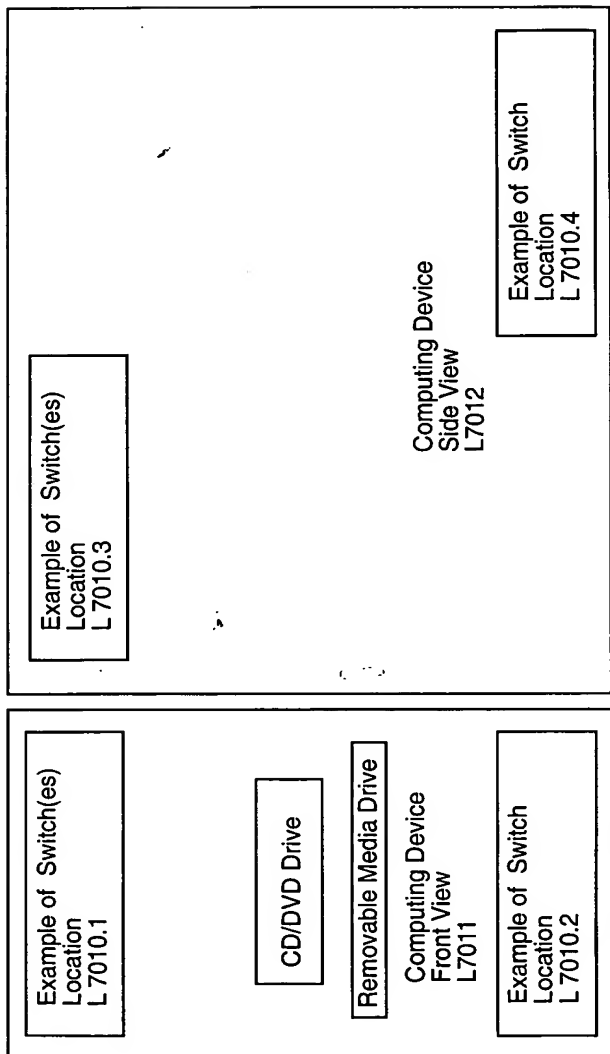 Example of Switch(es)
Location
L 7010.1
CD/DVD Drive
Removable Media Drive
Computing Device
Front View
L7011
Example of Switch
Location
L 7010.2
Example of Switch(es)
Location
L 7010.3
Computing Device
Side View
L7012
Example of Switch
Location
L 7010.4